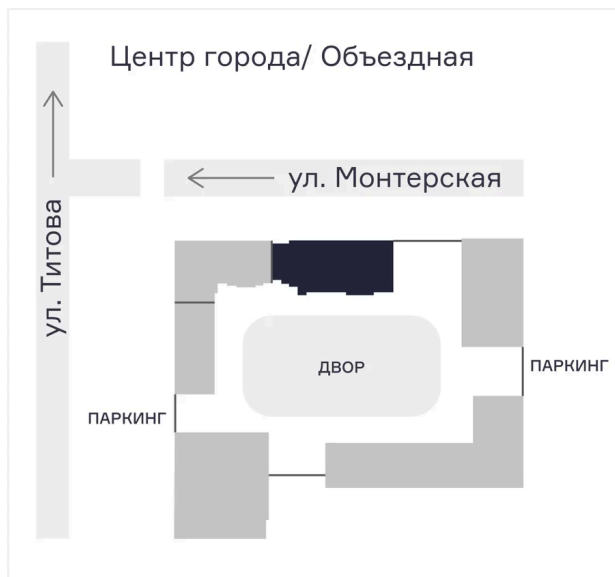 Центр города/ Объездная
ул. Монтерская
ул. Титова
ДВОР
ПАРКИНГ
ПАРКИНГ